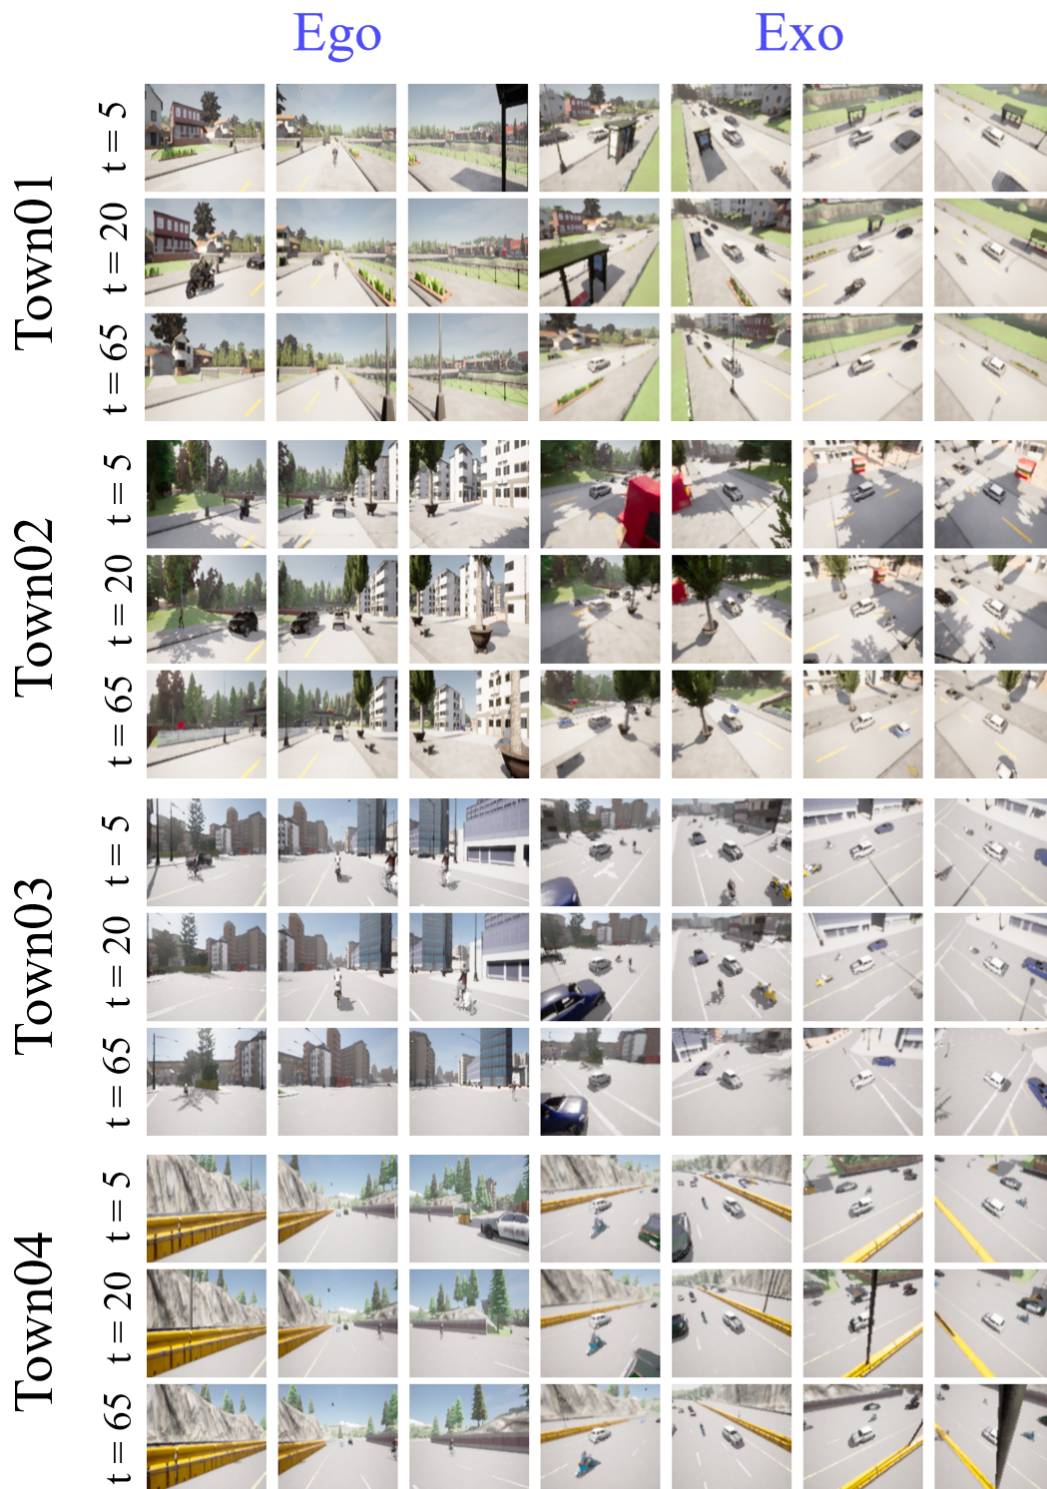 Ego Exo
Town01
t = 5
t = 20
t = 65
Town02
t = 5
t = 20
t = 65
Town03
t = 5
t = 20
t = 65
Town04
t = 5
t = 20
t = 65